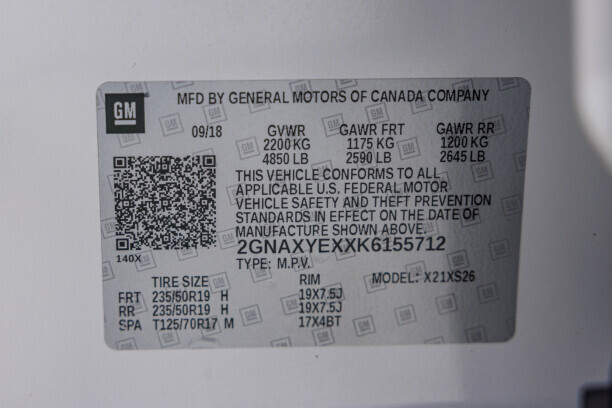 GM MFD BY GENERAL MOTORS OF CANADA COMPANY
09/18 GVWR GAWR FRT GAWR RR
2200 KG 1175 KG 1200 KG
4850 LB 2590 LB 2645 LB
THIS VEHICLE CONFORMS TO ALL
APPLICABLE U.S. FEDERAL MOTOR
VEHICLE SAFETY AND THEFT PREVENTION
STANDARDS IN EFFECT ON THE DATE OF
MANUFACTURE SHOWN ABOVE.
2GNAXYEXXK6155712
140X
TYPE: M.P.V.
TIRE SIZE RIM MODEL: X21XS26
FRT 235/50R19 H 19X7.5J
RR 235/50R19 H 19X7.5J
SPA T125/70R17 M 17X4BT